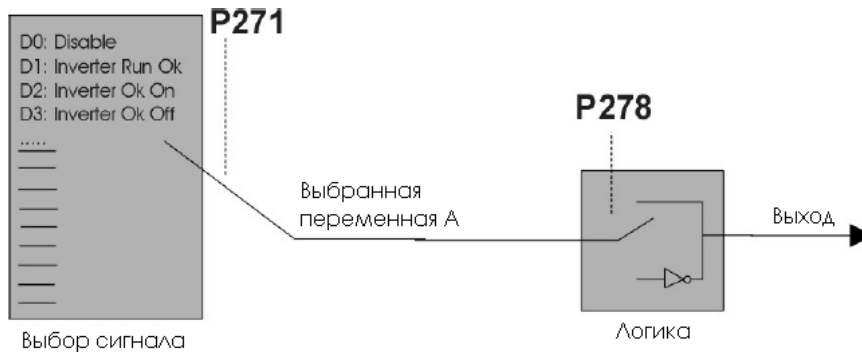 P271
D0: Disable
D1: Inverter Run Ok
D2: Inverter Ok On
D3: Inverter Ok Off
.....
P278
Выбранная
переменная А
Выход
Логика
Выбор сигнала